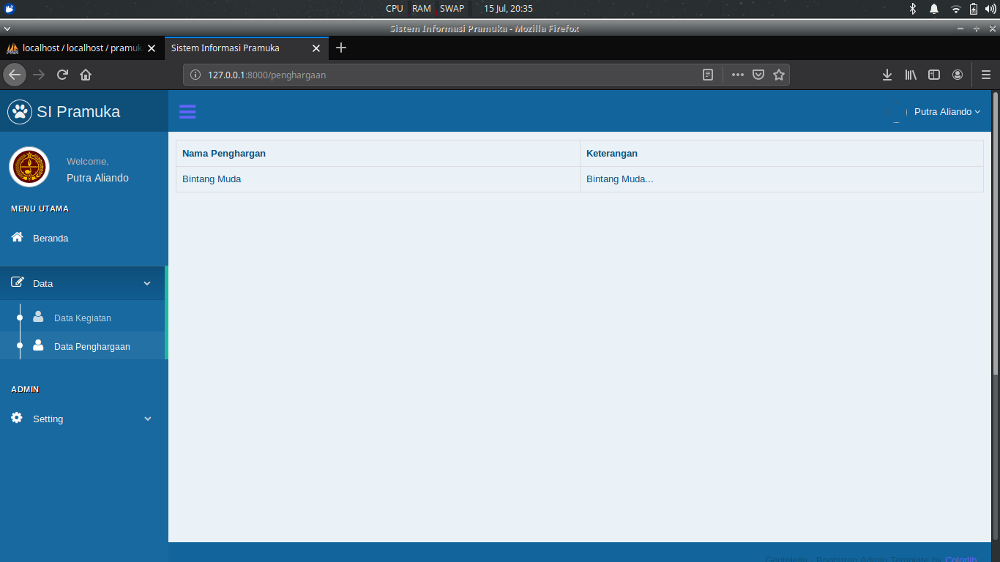 CPU RAM SWAP 15 Jul, 20:35
Sistem Informasi Pramuka - Mozilla Firefox
localhost / localhost / pramuk
Sistem Informasi Pramuka
127.0.0.1:8000/penghargaan
SI Pramuka
Putra Aliando
Welcome,
Putra Aliando
MENU UTAMA
Beranda
Data
Data Kegiatan
Data Penghargaan
ADMIN
Setting
Nama Penghargan Keterangan
Bintang Muda Bintang Muda...
Gentelella - Bootstrap Admin Template by Colorlib